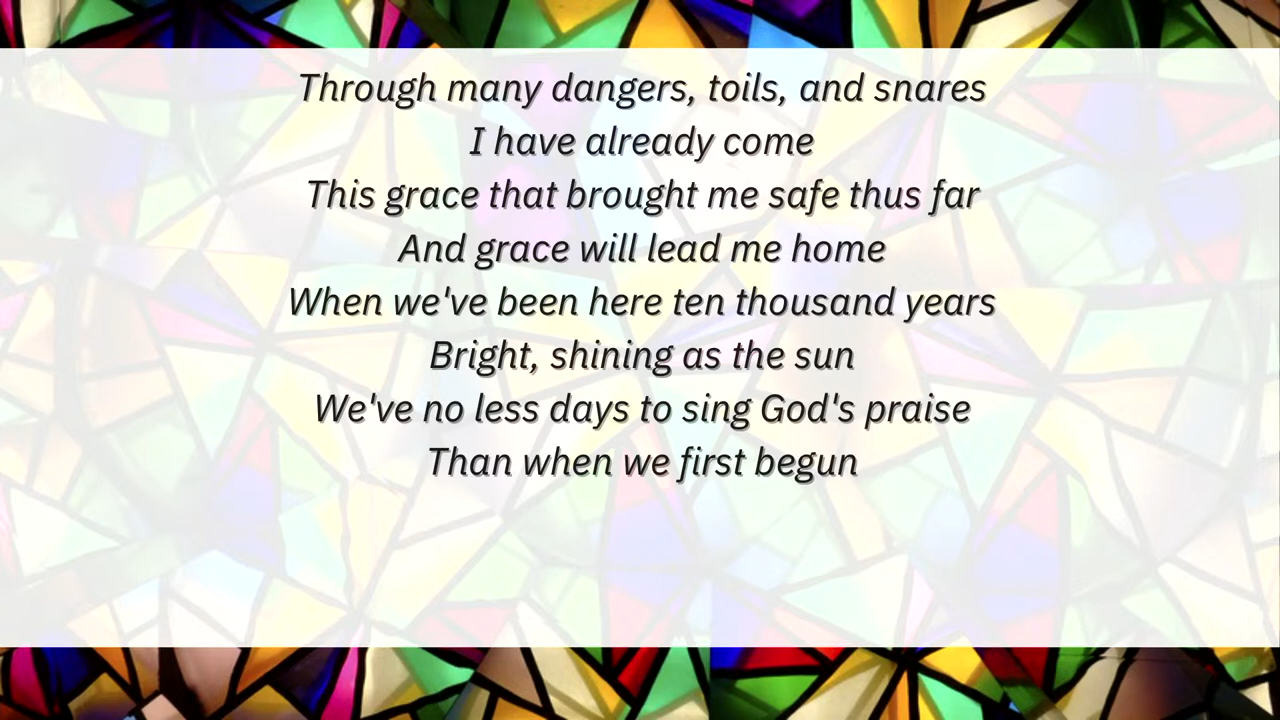 Through many dangers, toils, and snares
I have already come
This grace that brought me safe thus far
And grace will lead me home
When we've been here ten thousand years
Bright, shining as the sun
We've no less days to sing God's praise
Than when we first begun